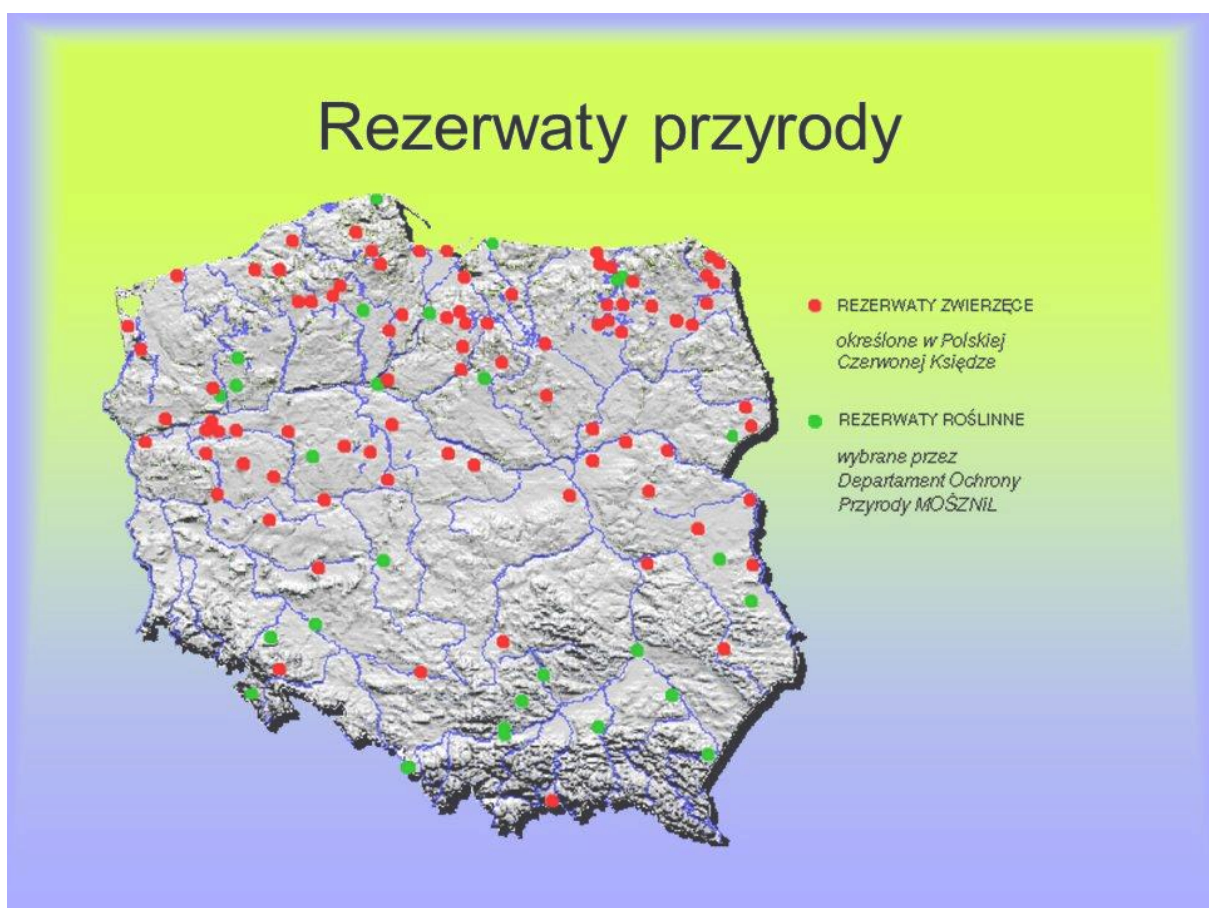 Rezerwaty przyrody
REZERWATY ZWIERZĘCE
określone w Polskiej
Czerwonej Księdze
REZERWATY ROŚLINNE
wybrane przez
Departament Ochrony
Przyrody MOŚZNiL